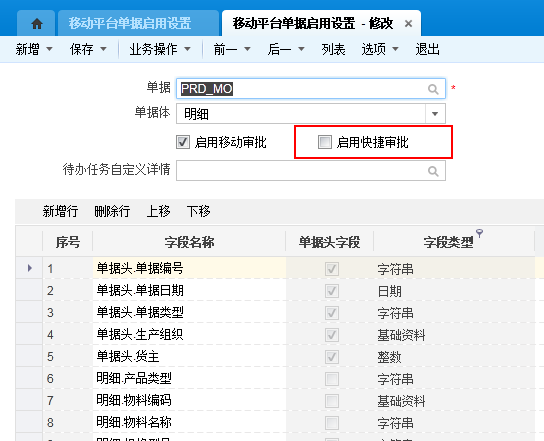 移动平台单据启用设置 移动平台单据启用设置 - 修改
新增 保存 业务操作 前一 后一 列表 选项 退出
单据 PRD_MO *
单据体 明细
启用移动审批 启用快捷审批
待办任务自定义详情
新增行 删除行 上移 下移
序号 字段名称 单据头字段 字段类型
1 单据头.单据编号 字符串
2 单据头.单据日期 日期
3 单据头.单据类型 字符串
4 单据头.生产组织 基础资料
5 单据头.货主 整数
6 明细.产品类型 字符串
7 明细.物料编码 基础资料
8 明细.物料名称 字符串